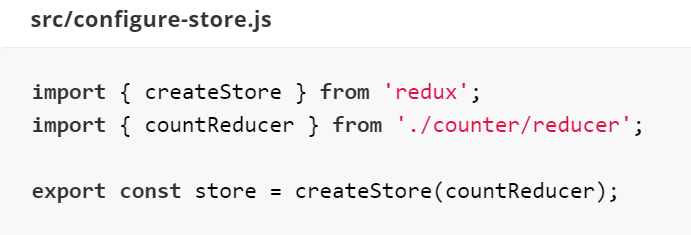 src/configure-store.js
import { createStore } from 'redux';
import { countReducer } from './counter/reducer';
export const store = createStore(countReducer);